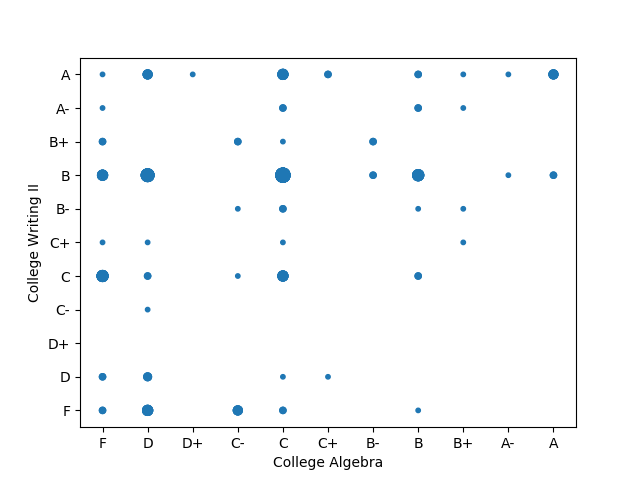 A
A-
B+
B
B-
C+
C
C-
D+
D
F
College Writing II
F D D+ C- C C+ B- B B+ A- A
College Algebra